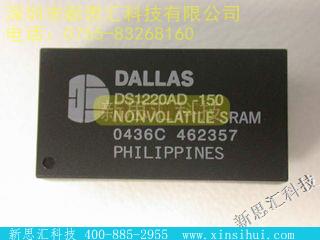 深圳市新思汇科技有限公司
电话：0755-83268160
DALLAS
DS1220AD-150
NONVOLATILE SRAM
0436C 462357
PHILIPPINES
新思汇科技
新思汇科技 400-885-2955 www.xinsihui.com